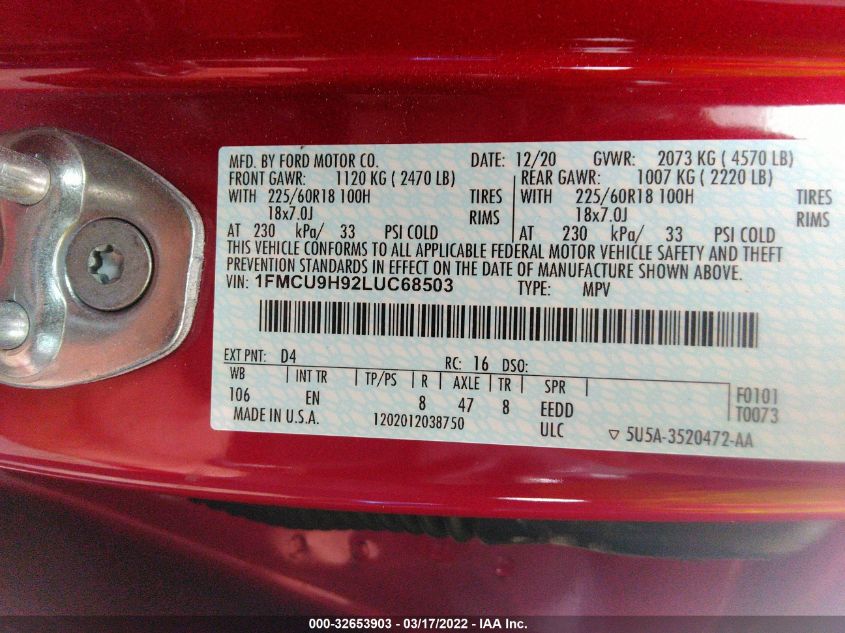 MFD. BY FORD MOTOR CO. DATE: 12/20 GVWR: 2073 KG ( 4570 LB)
FRONT GAWR: 1120 KG ( 2470 LB) REAR GAWR: 1007 KG ( 2220 LB)
WITH 225/60R18 100H TIRES WITH 225/60R18 100H TIRES
18x7.0J RIMS 18x7.0J RIMS
AT 230 kPa/ 33 PSI COLD AT 230 kPa/ 33 PSI COLD
THIS VEHICLE CONFORMS TO ALL APPLICABLE FEDERAL MOTOR VEHICLE SAFETY AND THEFT
PREVENTION STANDARDS IN EFFECT ON THE DATE OF MANUFACTURE SHOWN ABOVE.
VIN: 1FMCU9H92LUC68503 TYPE: MPV
EXT PNT: D4 RC: 16 DSO:
WB INT TR TP/PS R AXLE TR SPR
106 EN 8 47 8 EEDD
F0101
T0073
MADE IN U.S.A. 1202012038750 ULC ▽ 5U5A-3520472-AA
000-32653903 - 03/17/2022 - IAA Inc.